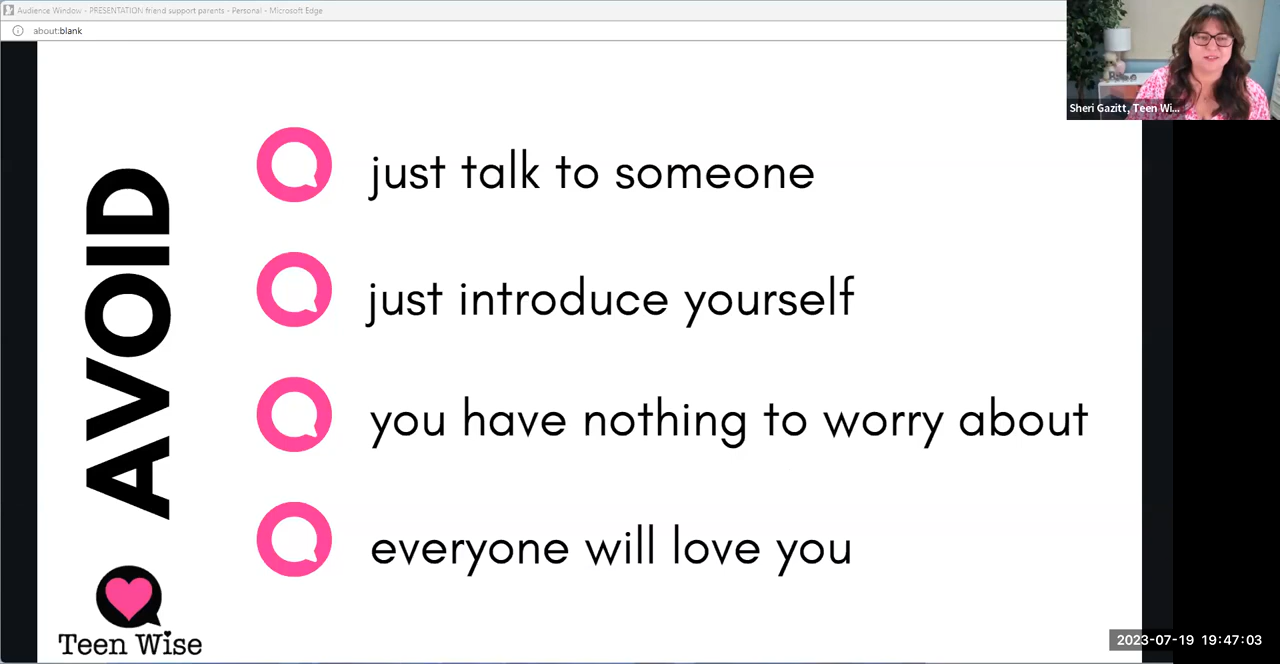 Audience Window - PRESENTATION friend support parents - Personal - Microsoft Edge
about:blank
Sheri Gazitt, Teen Wi...
AVOID
just talk to someone
just introduce yourself
you have nothing to worry about
everyone will love you
Teen Wise
2023-07-19 19:47:03